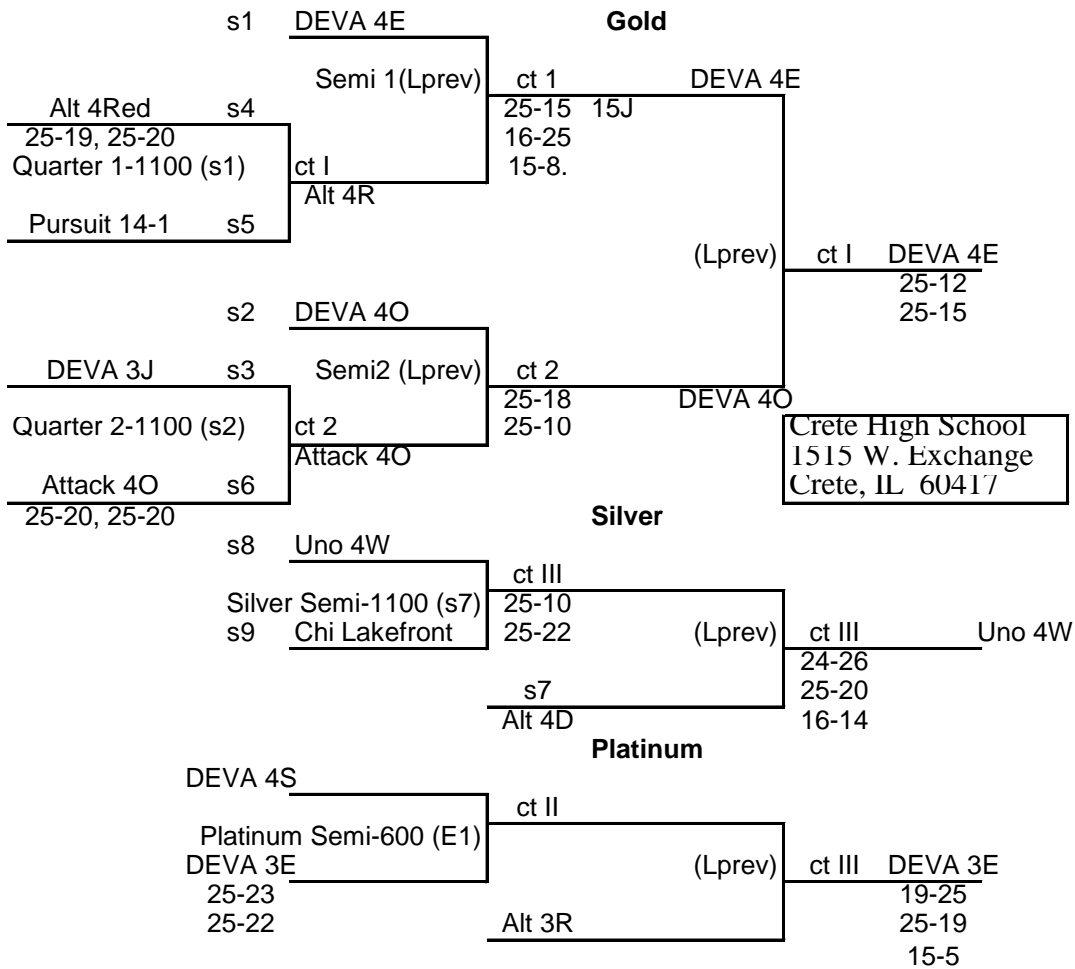 s1 DEVA 4E Gold
Semi 1(Lprev) ct 1 DEVA 4E
Alt 4Red s4 25-15 15J
25-19, 25-20 16-25
Quarter 1-1100 (s1) ct I 15-8.
Alt 4R
Pursuit 14-1 s5
(Lprev) ct I DEVA 4E
25-12
s2 DEVA 4O 25-15
DEVA 3J s3 Semi2 (Lprev) ct 2
25-18 DEVA 4O
Quarter 2-1100 (s2) ct 2 25-10 Crete High School
Attack 4O 1515 W. Exchange
Attack 4O s6 Crete, IL 60417
25-20, 25-20 Silver
s8 Uno 4W
ct III
Silver Semi-1100 (s7) 25-10
s9 Chi Lakefront 25-22 (Lprev) ct III Uno 4W
24-26
s7 25-20
Alt 4D 16-14
Platinum
DEVA 4S
ct II
Platinum Semi-600 (E1)
DEVA 3E (Lprev) ct III DEVA 3E
25-23 19-25
25-22 Alt 3R 25-19
15-5